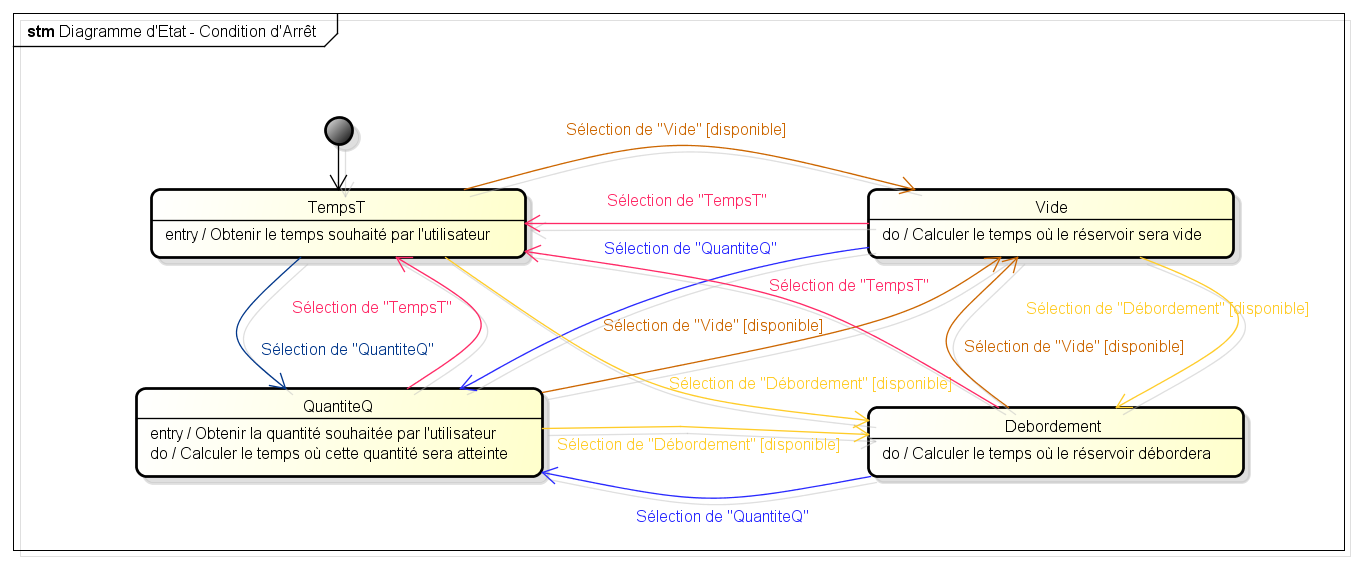 stm Diagramme d'Etat - Condition d'Arrêt
Sélection de "Vide" [disponible]
TempsT
entry / Obtenir le temps souhaité par l'utilisateur
Sélection de "TempsT"
Vide
do / Calculer le temps où le réservoir sera vide
Sélection de "QuantiteQ"
Sélection de "TempsT"
Sélection de "TempsT"
Sélection de "Débordement" [disponible]
Sélection de "Vide" [disponible]
Sélection de "QuantiteQ"
Sélection de "Vide" [disponible]
Sélection de "Débordement" [disponible]
QuantiteQ
entry / Obtenir la quantité souhaitée par l'utilisateur
do / Calculer le temps où cette quantité sera atteinte
Sélection de "Débordement" [disponible]
Debordement
do / Calculer le temps où le réservoir débordera
Sélection de "QuantiteQ"